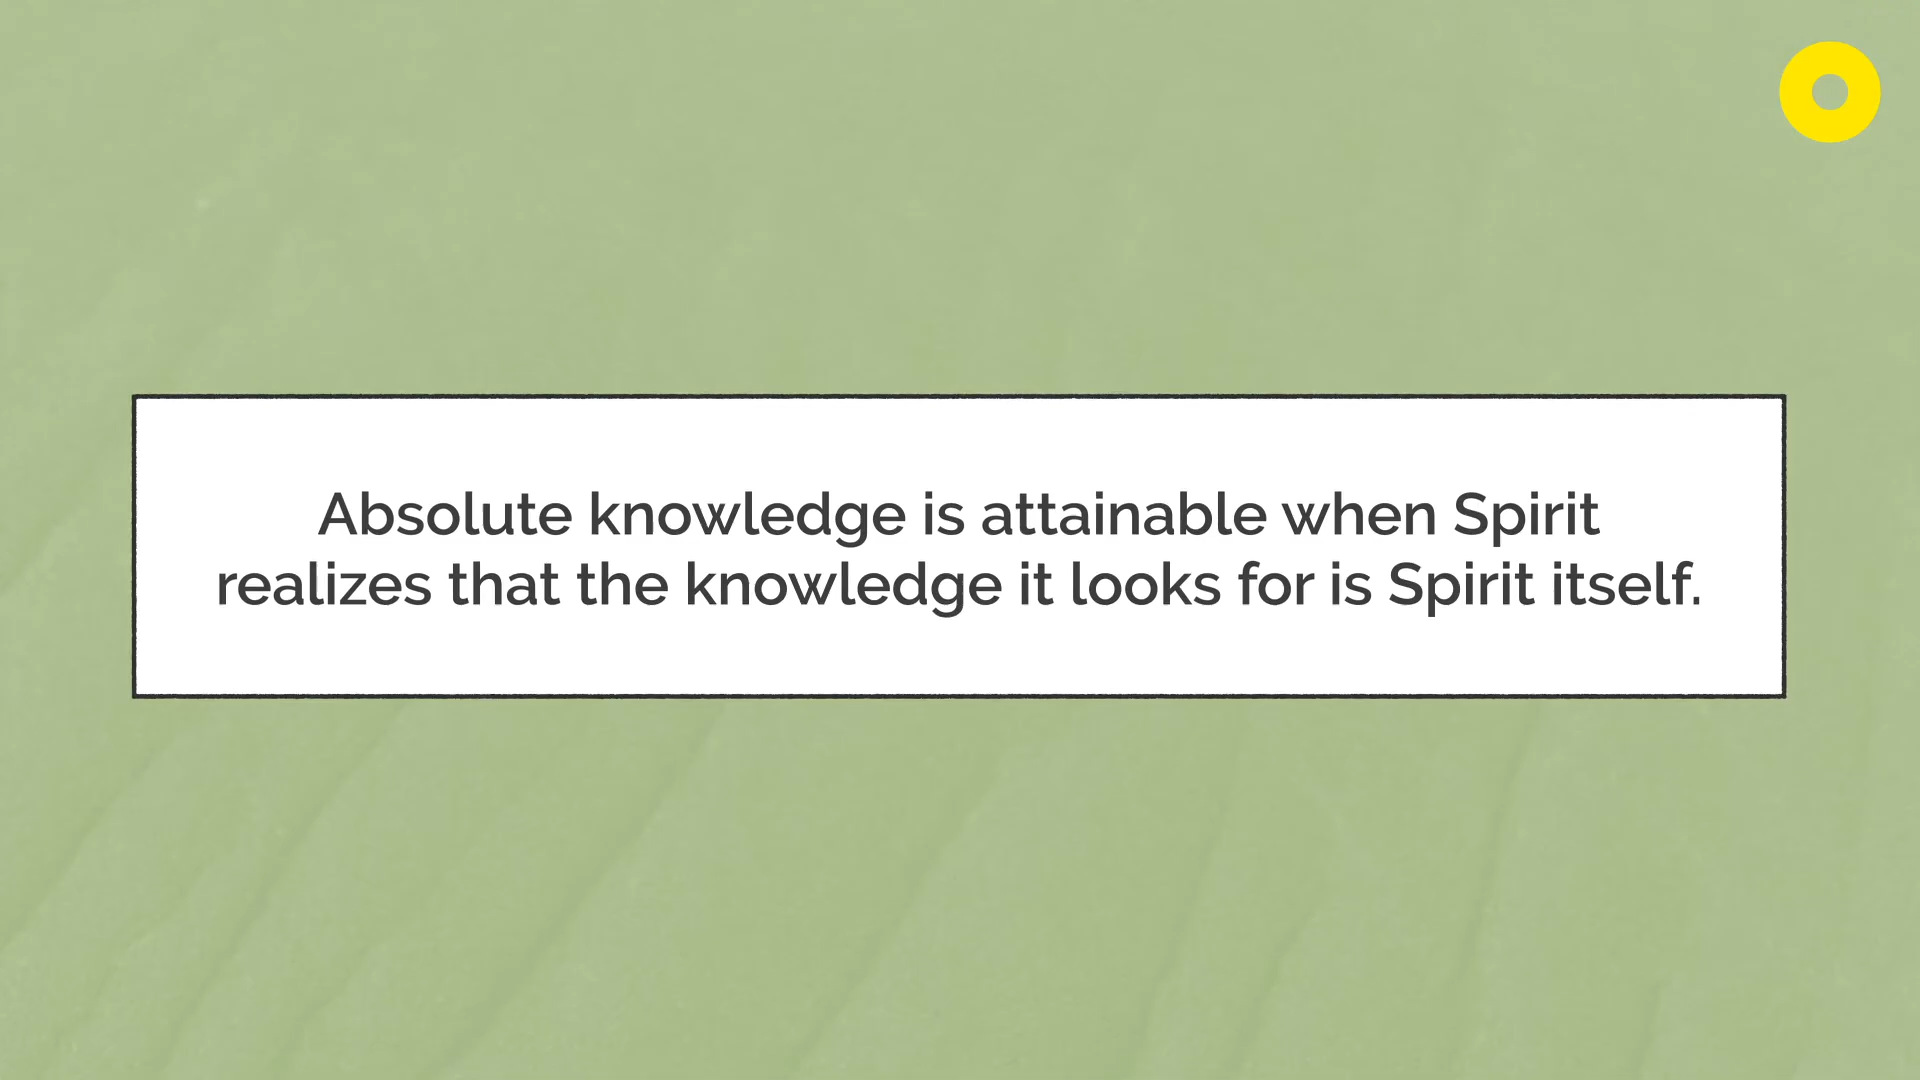 Absolute knowledge is attainable when Spirit
realizes that the knowledge it looks for is Spirit itself.